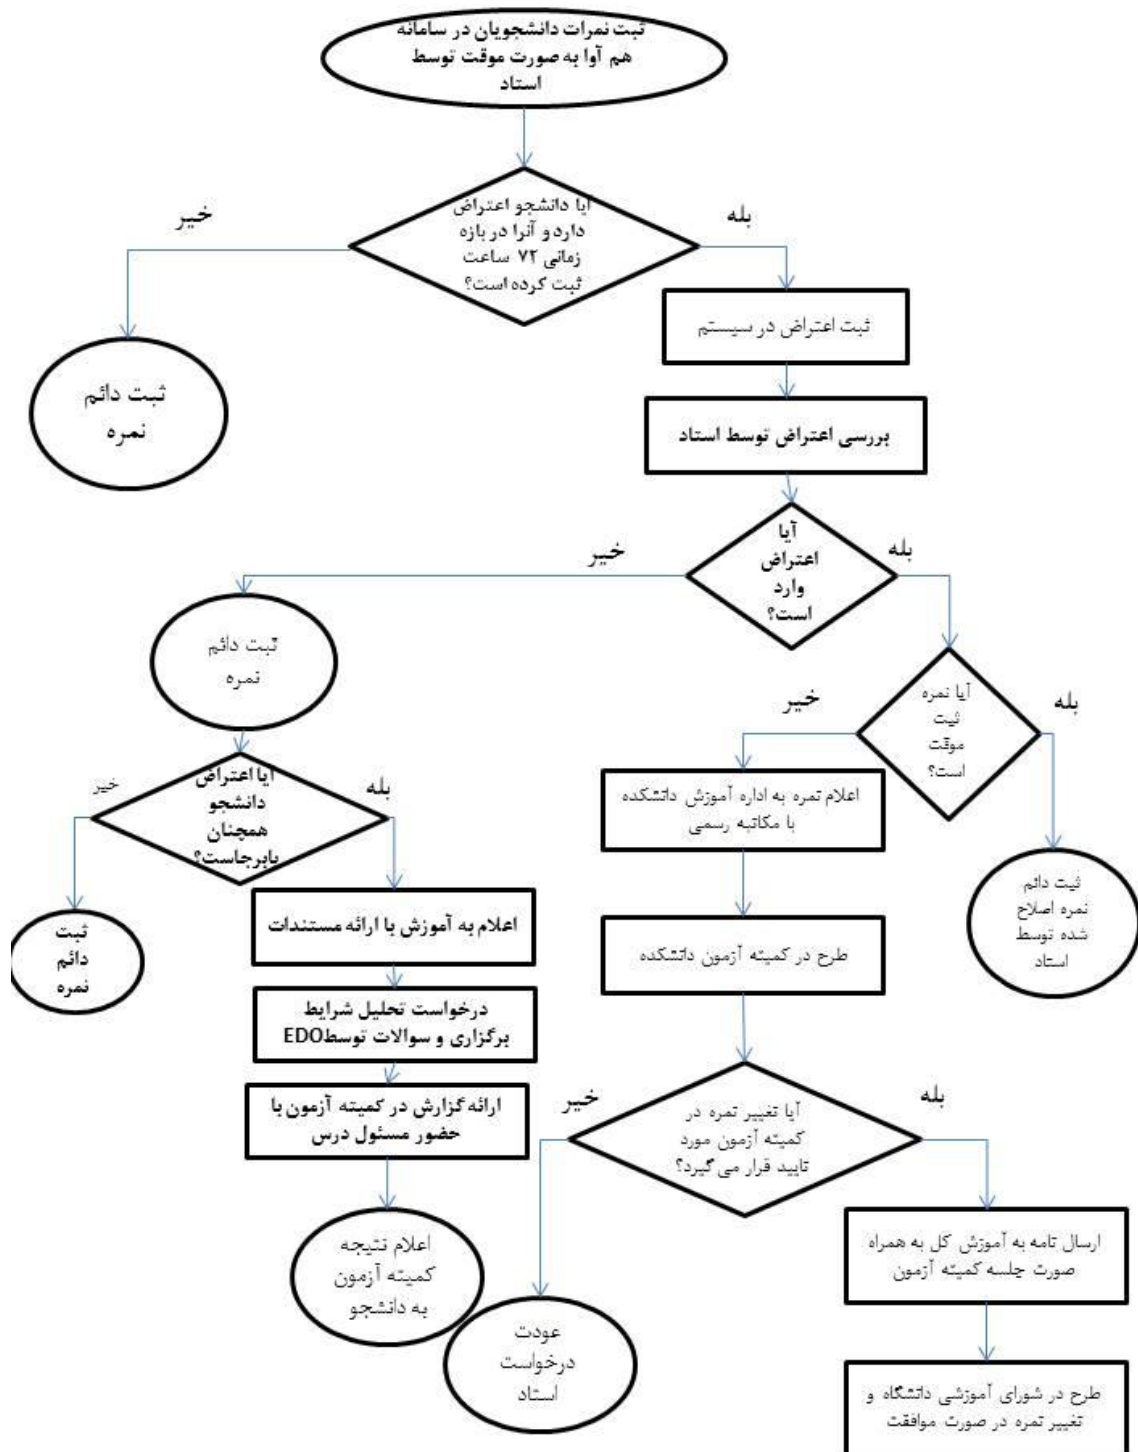 ثبت نمرات دانشجویان در سامانه
هم آوا به صورت موقت توسط
استاد
آیا دانشجو اعتراض
دارد و آنرا در بازه
زمانی ۷۲ ساعت
ثبت کرده است؟
بله
خیر
ثبت اعتراض در سیستم
ثبت دائم
نمره
بررسی اعتراض توسط استاد
آیا
اعتراض
وارد
است؟
بله
خیر
ثبت دائم
نمره
آیا نمره
ثبت
موقت
است؟
بله
خیر
آیا اعتراض
دانشجو
همچنان
پابرجاست؟
بله
خیر
اعلام نمره به اداره آموزش دانشکده
با مکاتبه رسمی
ثبت دائم
نمره اصلاح
شده توسط
استاد
ثبت
دائم
نمره
اعلام به آموزش با ارائه مستندات
طرح در کمیته آزمون دانشکده
درخواست تحلیل شرایط
برگزاری و سوالات توسطEDO
ارائه گزارش در کمیته آزمون با
حضور مسئول درس
آیا تغییر نمره در
کمیته آزمون مورد
تایید قرار می گیرد؟
بله
خیر
ارسال نامه به آموزش کل به همراه
صورت جلسه کمیته آزمون
اعلام نتیجه
کمیته آزمون
به دانشجو
عودت
درخواست
استاد
طرح در شورای آموزشی دانشگاه و
تغییر نمره در صورت موافقت